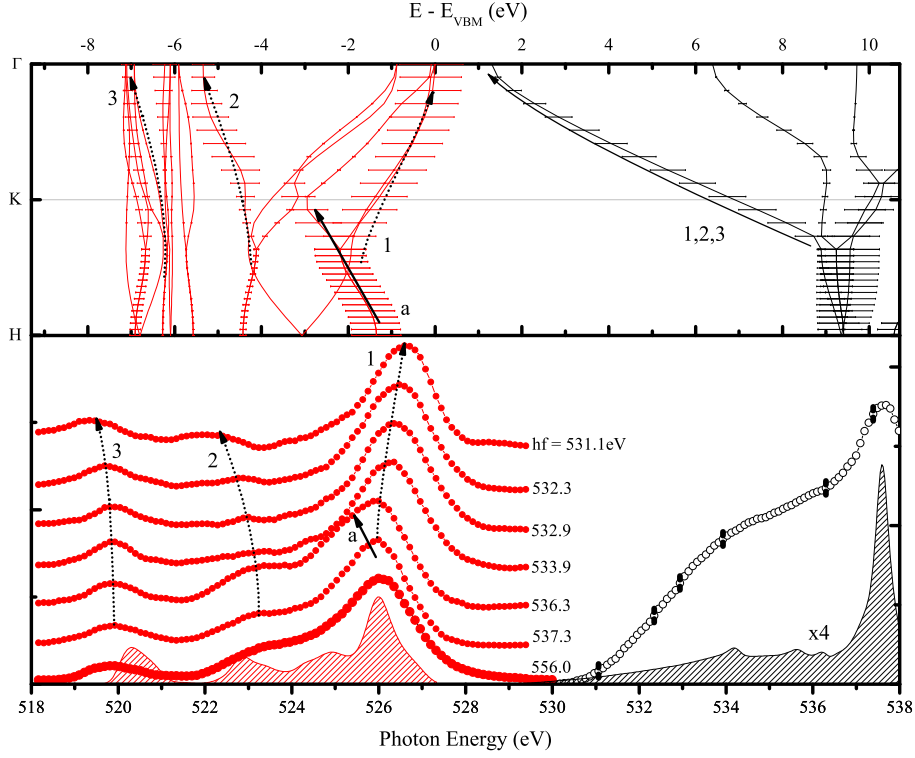 E - E_VBM (eV)
-8 -6 -4 -2 0 2 4 6 8 10
Γ
3 2
K
1 1,2,3
a
H
1
3 2 hf = 531.1eV
532.3
532.9
a 533.9
536.3
537.3
x4
556.0
518 520 522 524 526 528 530 532 534 536 538
Photon Energy (eV)